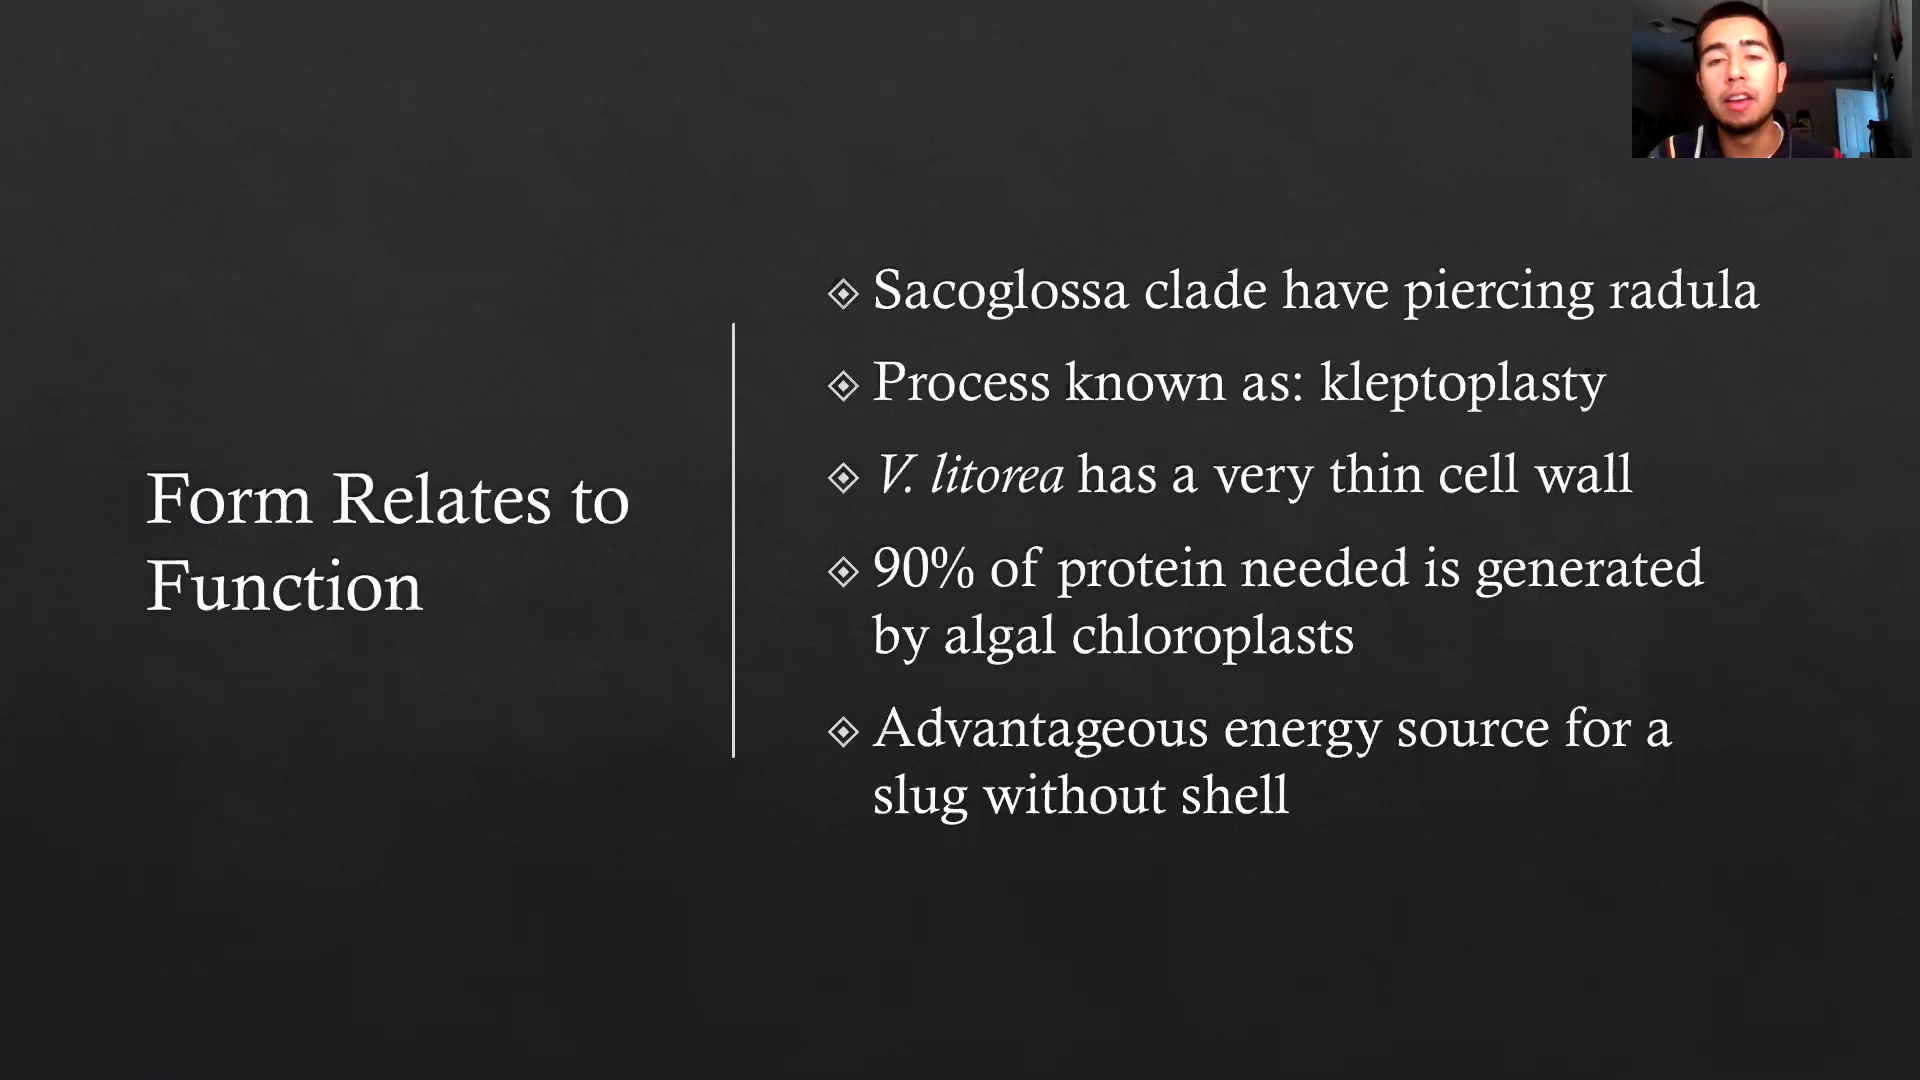 Form Relates to
Function
Sacoglossa clade have piercing radula
Process known as: kleptoplasty
V. litorea has a very thin cell wall
90% of protein needed is generated
by algal chloroplasts
Advantageous energy source for a
slug without shell